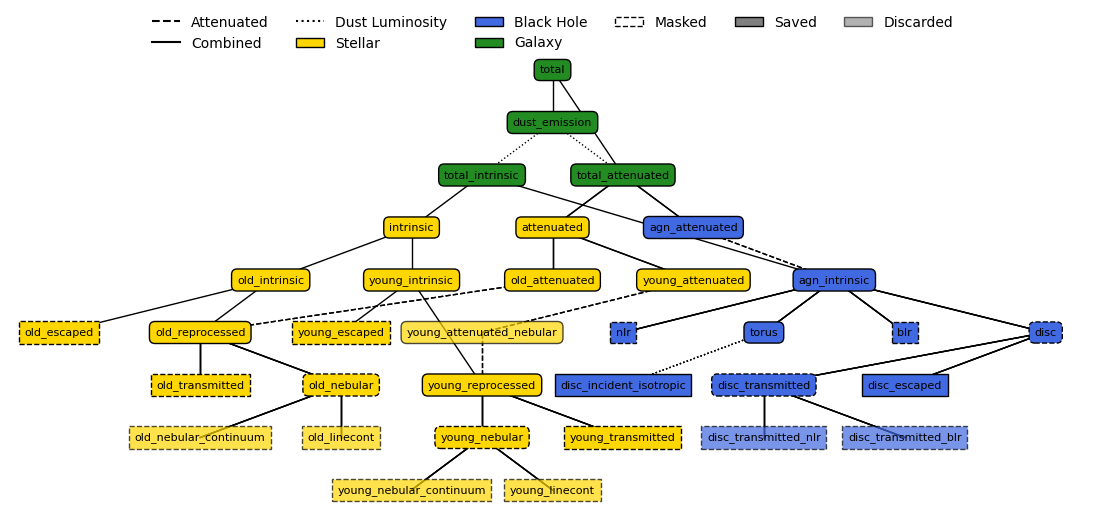 Attenuated Dust Luminosity Black Hole Masked Saved Discarded
Combined Stellar Galaxy
total
dust_emission
total_intrinsic total_attenuated
intrinsic attenuated agn_attenuated
old_intrinsic young_intrinsic old_attenuated young_attenuated agn_intrinsic
old_escaped old_reprocessed young_escaped young_attenuated_nebular nlr torus blr disc
old_transmitted old_nebular young_reprocessed disc_incident_isotropic disc_transmitted disc_escaped
old_nebular_continuum old_linecont young_nebular young_transmitted disc_transmitted_nlr disc_transmitted_blr
young_nebular_continuum young_linecont